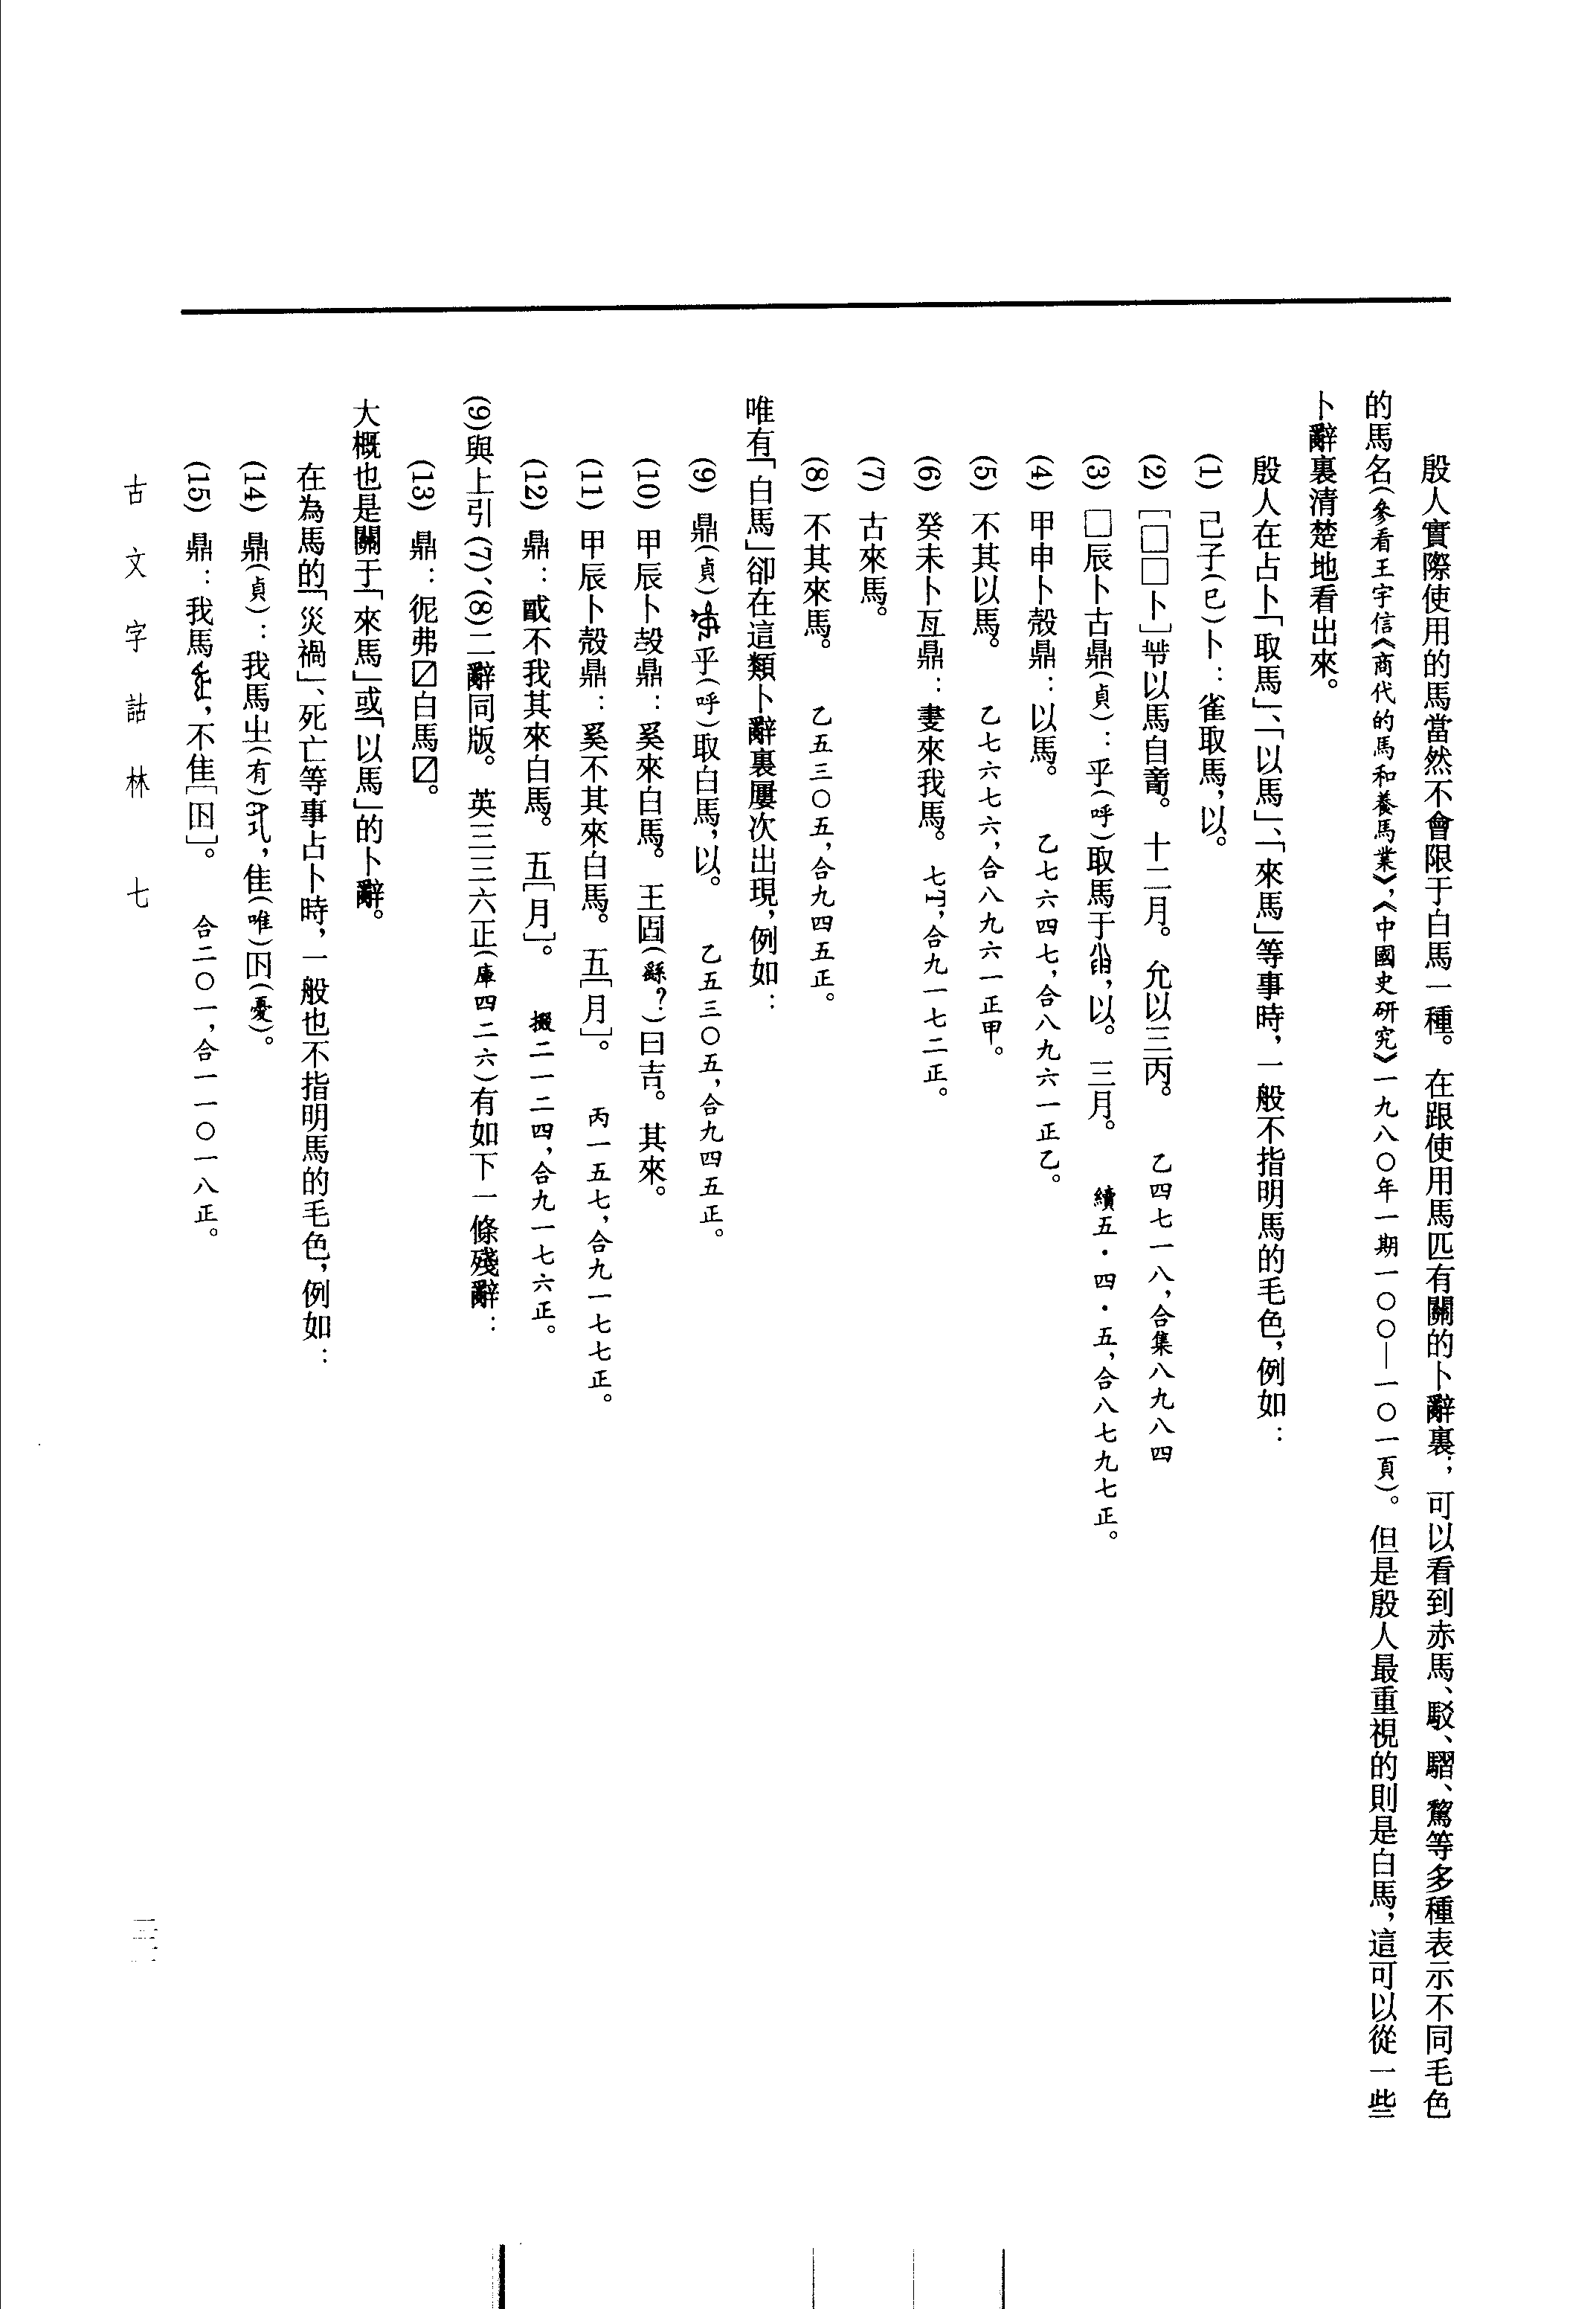 殷人實際使用的馬當然不會限于白馬一種。在跟使用馬匹有關的卜辭裏，可以看到赤馬、駁、騽、騖等多種表示不同毛色
的馬名(參看王宇信《商代的馬和養馬業》，《中國史研究》一九八〇年一期一〇〇—一〇一頁)。但是殷人最重視的則是白馬，這可以從一些
卜辭裏清楚地看出來。
殷人在占卜「取馬」、「以馬」、「來馬」等事時，一般不指明馬的毛色，例如：
(1) 己子(巳)卜：雀取馬，以。
(2) [□□卜]以馬自。十二月。允以三丙。 乙四七一八，合集八九八四
(3) □辰卜古鼎(貞)：乎(呼)取馬于，以。三月。 續五·四·五，合八七九七正。
(4) 甲申卜㱿鼎：以馬。 乙七六四七，合八九六一正乙。
(5) 不其以馬。 乙七六七六，合八九六一正甲。
(6) 癸未卜亙鼎：妻來我馬。 七T，合九一七二正。
(7) 古來馬。
(8) 不其來馬。 乙五三〇五，合九四五正。
唯有「白馬」卻在這類卜辭裏屢次出現，例如：
(9) 鼎(貞)乎(呼)取白馬，以。 乙五三〇五，合九四五正。
(10) 甲辰卜㱿鼎：奚來白馬。王固(繇？)曰吉。其來。
(11) 甲辰卜㱿鼎：奚不其來白馬。五[月]。 丙一五七，合九一七七正。
(12) 鼎：不我其來白馬。五[月]。 掇二一二四，合九一七六正。
(9)與上引(7)、(8)二辭同版。英三三六正(庫四二六)有如下一條殘辭：
(13) 鼎：弗☑白馬☑。
大概也是關于「來馬」或「以馬」的卜辭。
在為馬的「災禍」、死亡等事占卜時，一般也不指明馬的毛色，例如：
(14) 鼎(貞)：我馬㞢(有)，隹(唯)(憂)。
(15) 鼎：我馬，不隹[]。 合二〇一，合一一〇一八正。
古文字詁林 七